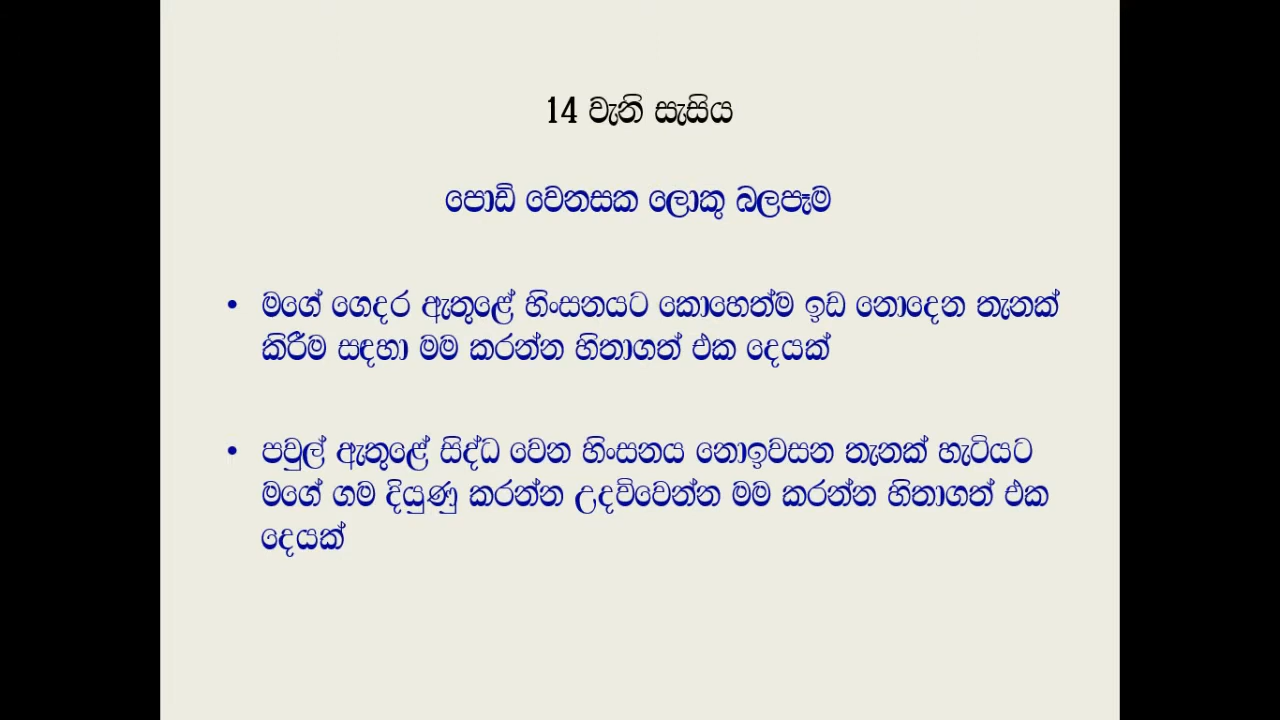 14 වැනි සැසිය
පොඩි වෙනසක ලොකු බලපෑම
• මගේ ගෙදර ඇතුළේ හිංසනයට කොහෙත්ම ඉඩ නොදෙන තැනක්
කිරීම සඳහා මම කරන්න හිතාගත් එක දෙයක්
• පවුල් ඇතුළේ සිද්ධ වෙන හිංසනය නොඉවසන තැනක් හැටියට
මගේ ගම දියුණු කරන්න උදව්වෙන්න මම කරන්න හිතාගත් එක
දෙයක්